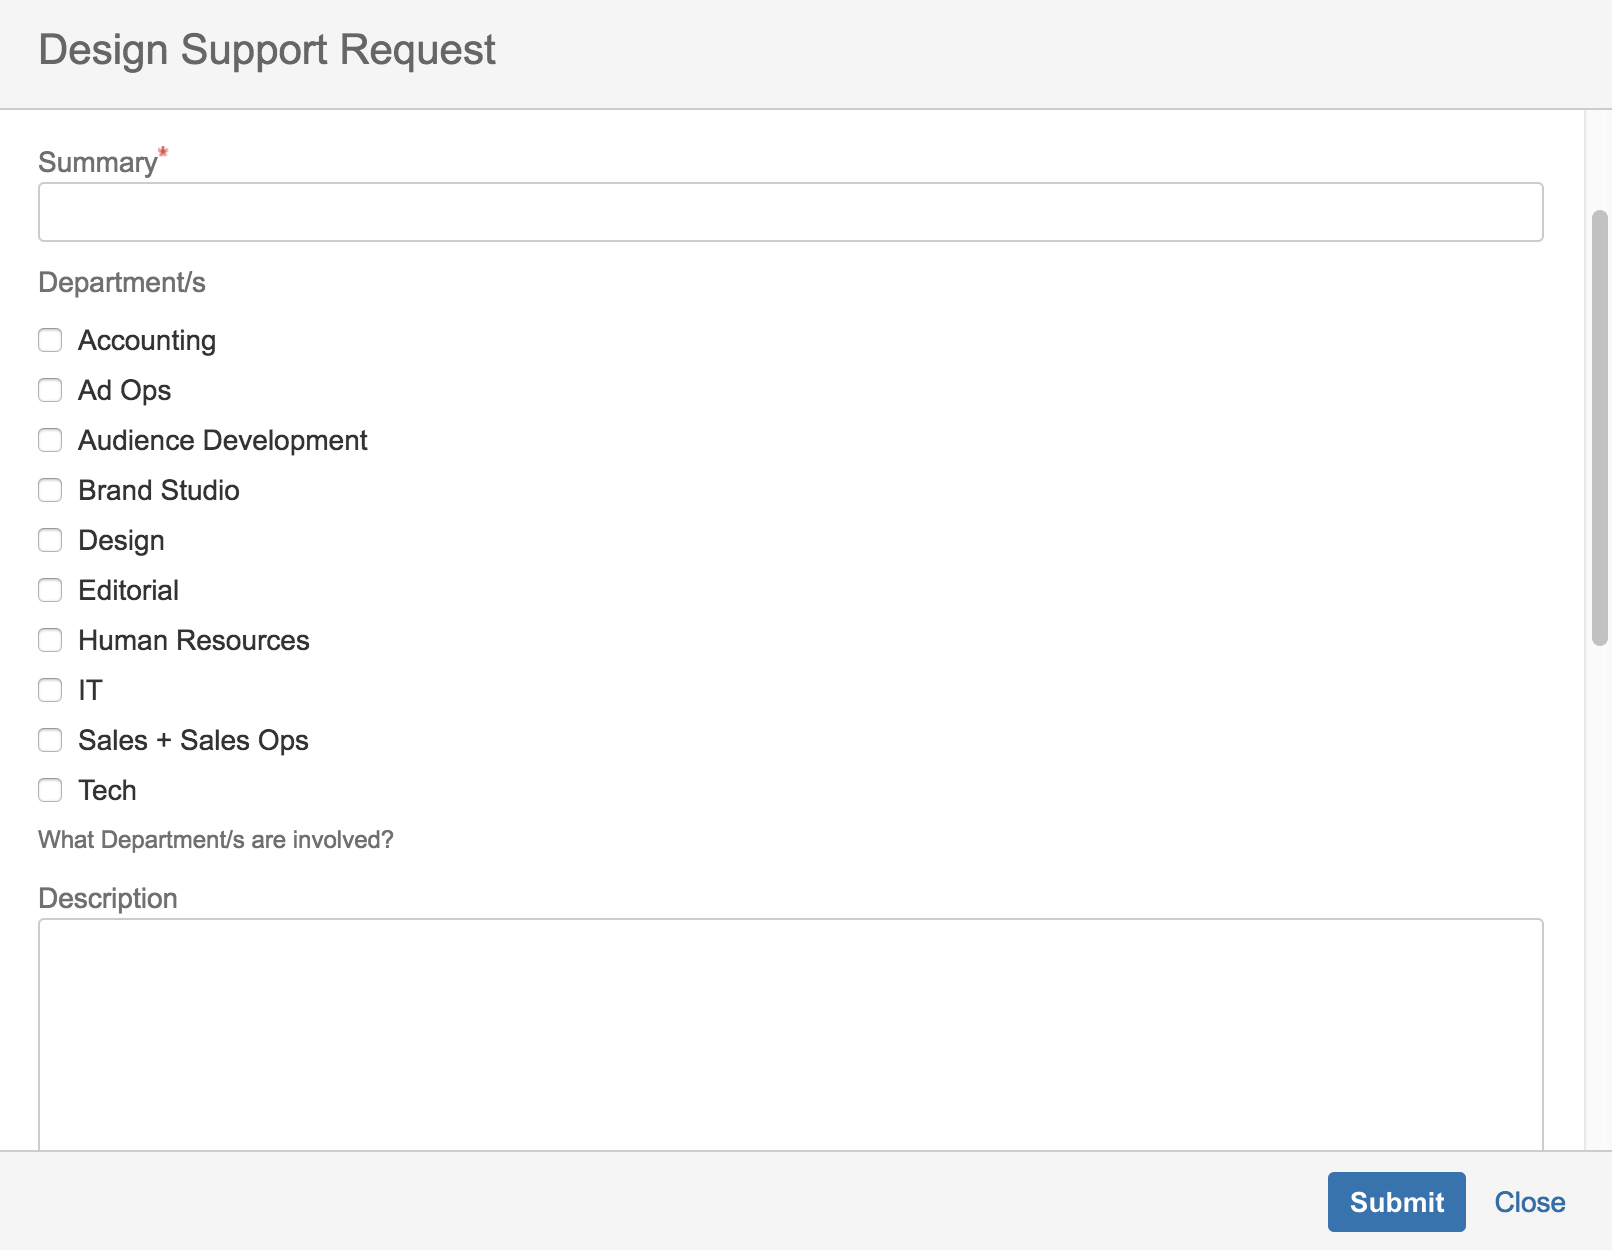 Design Support Request
Summary*
Department/s
Accounting
Ad Ops
Audience Development
Brand Studio
Design
Editorial
Human Resources
IT
Sales + Sales Ops
Tech
What Department/s are involved?
Description
Submit Close